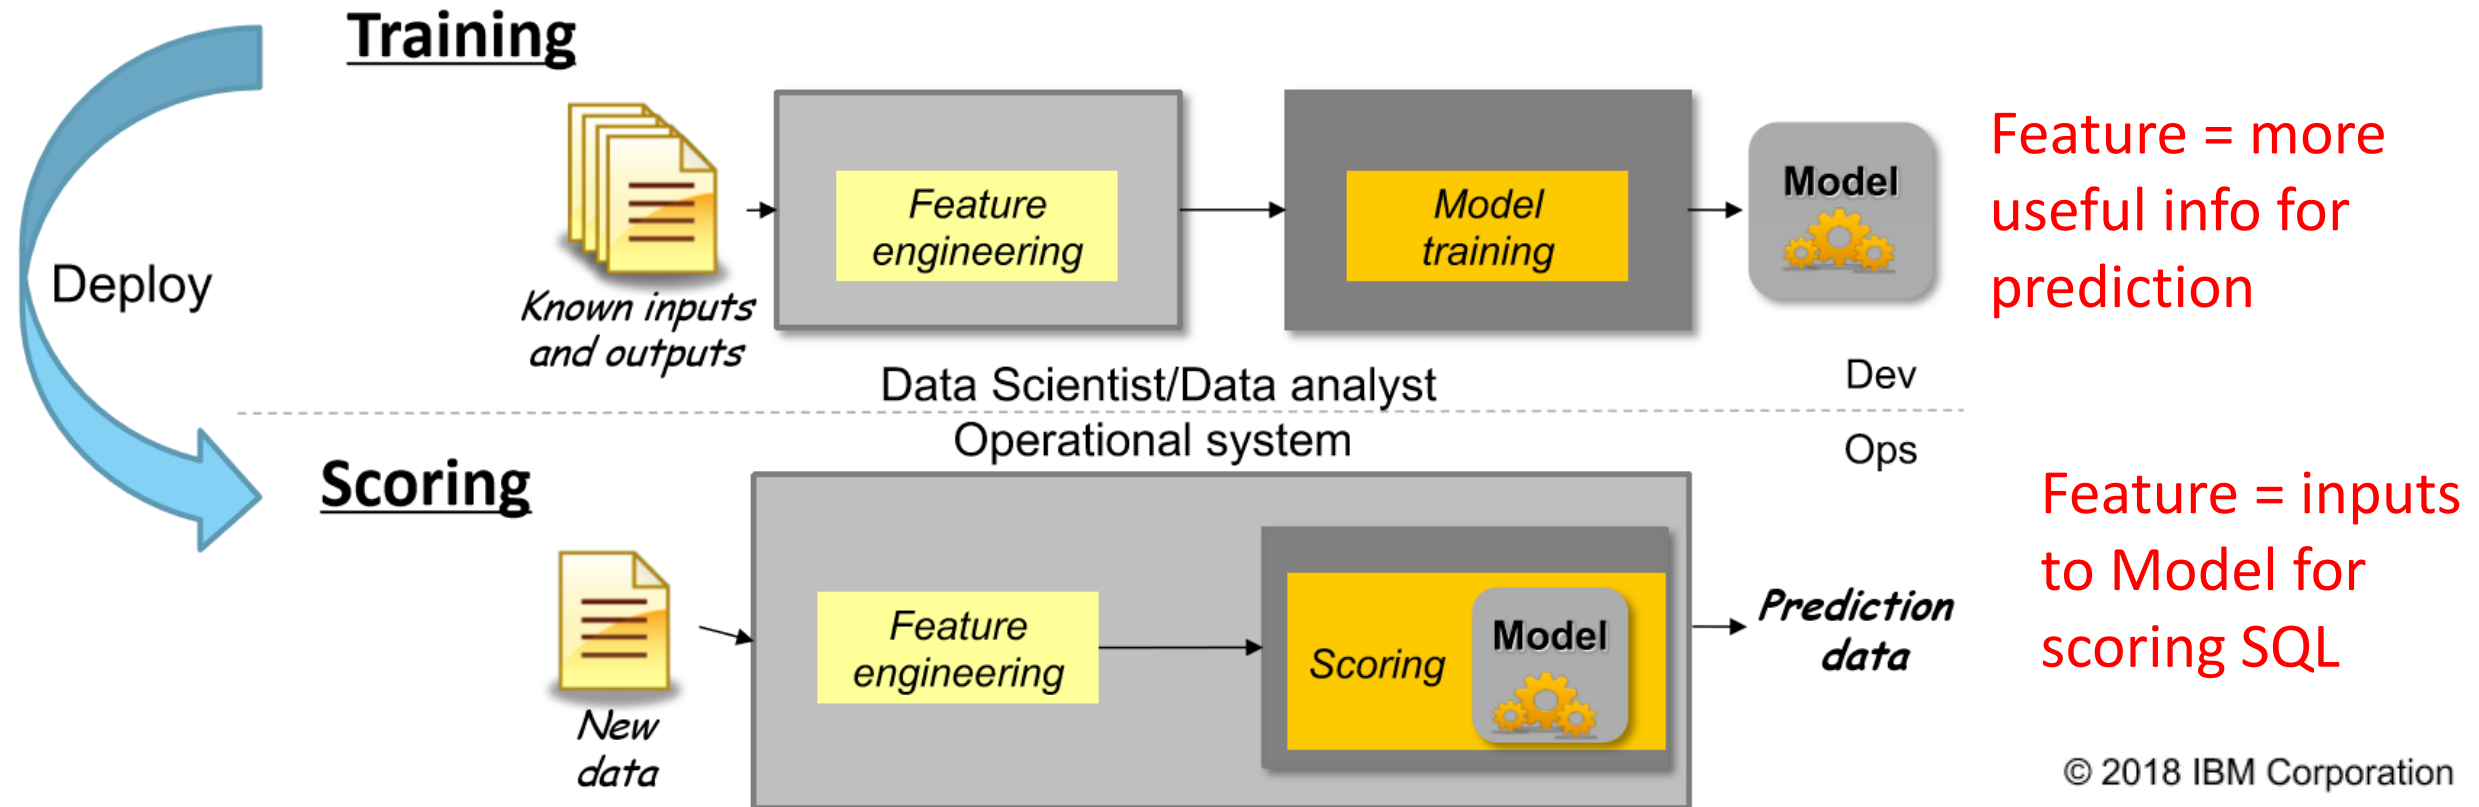 Training
Feature
engineering
Model
training
Model
Feature = more
useful info for
prediction
Deploy
Known inputs
and outputs
Data Scientist/Data analyst
Dev
Operational system
Ops
Scoring
Feature
engineering
Scoring
Model
Prediction
data
Feature = inputs
to Model for
scoring SQL
New
data
© 2018 IBM Corporation